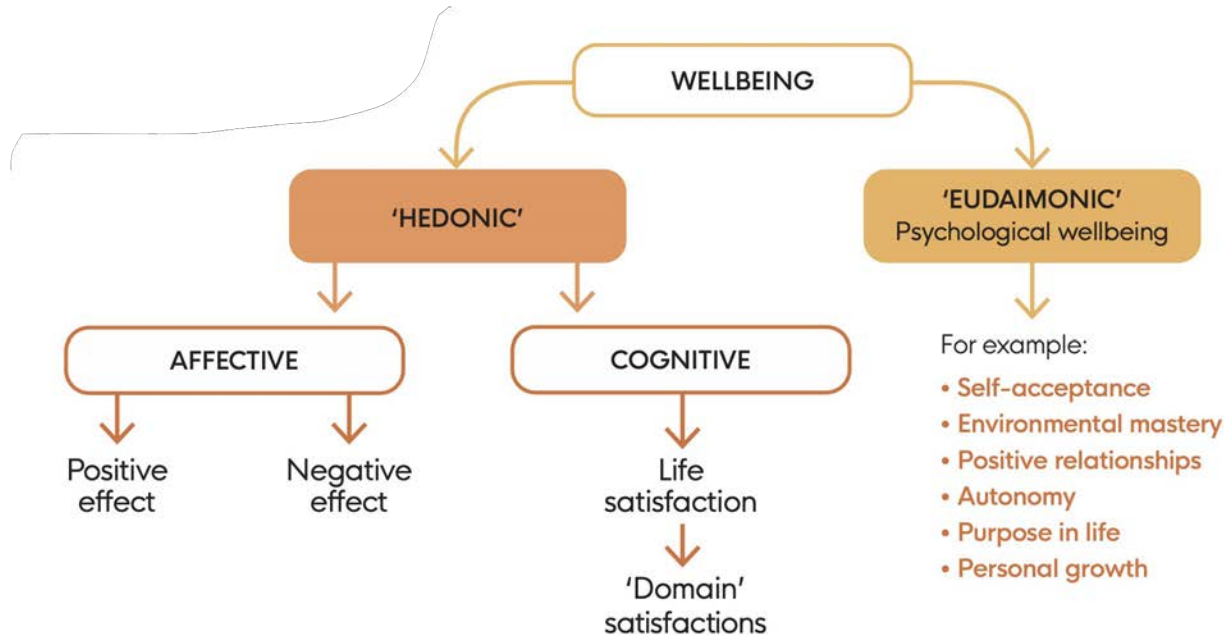 WELLBEING
'HEDONIC'
'EUDAIMONIC'
Psychological wellbeing
AFFECTIVE
COGNITIVE
Positive
effect
Negative
effect
Life
satisfaction
'Domain'
satisfactions
For example:
• Self-acceptance
• Environmental mastery
• Positive relationships
• Autonomy
• Purpose in life
• Personal growth